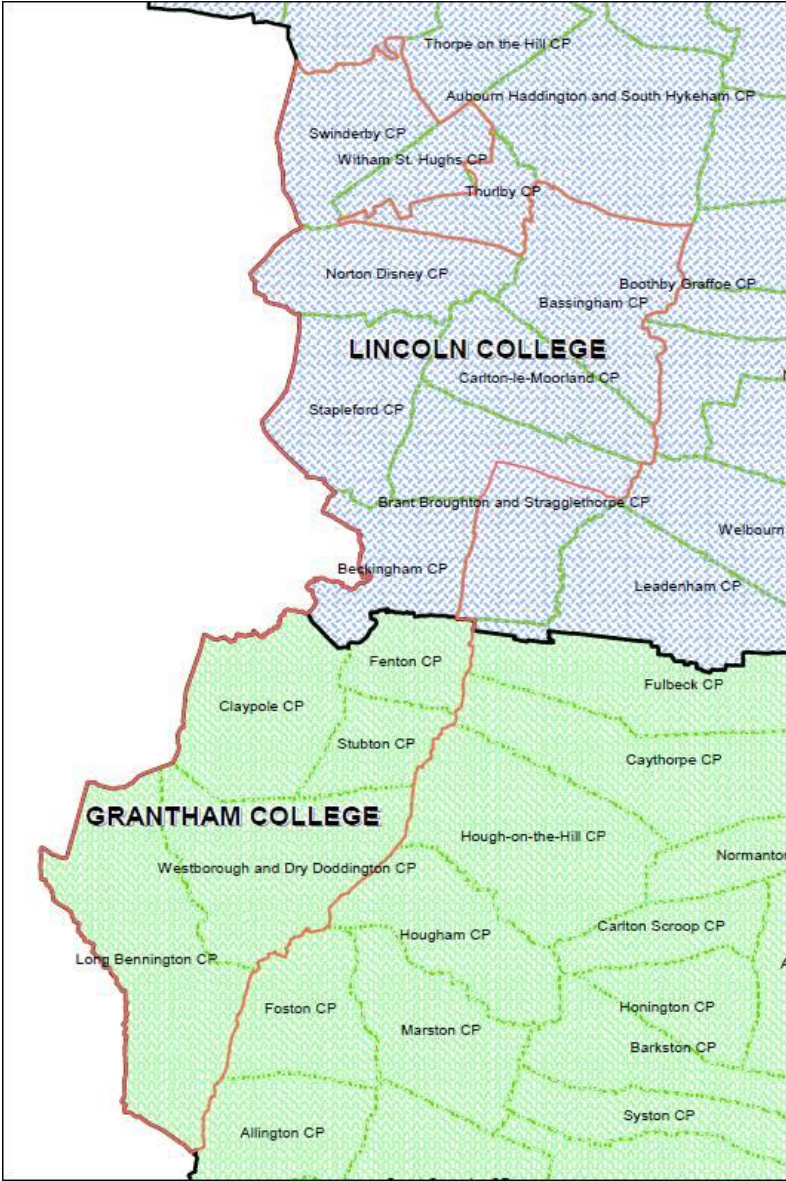 Thorpe on the Hill CP
Aubourn Haddington and South Hykeham CP
Swinderby CP
Witham St. Hughs CP
Thurlby CP
Norton Disney CP
Boothby Graffoe CP
Bassingham CP
LINCOLN COLLEGE
Carlton-le-Moorland CP
Stapleford CP
Brant Broughton and Stragglethorpe CP
Welbourn
Beckingham CP
Leadenham CP
Fenton CP
Fulbeck CP
Claypole CP
Stubton CP
Caythorpe CP
GRANTHAM COLLEGE
Hough-on-the-Hill CP
Normanton
Westborough and Dry Doddington CP
Carlton Scroop CP
Hougham CP
Long Bennington CP
Foston CP
Honington CP
Marston CP
Barkston CP
Syston CP
Allington CP